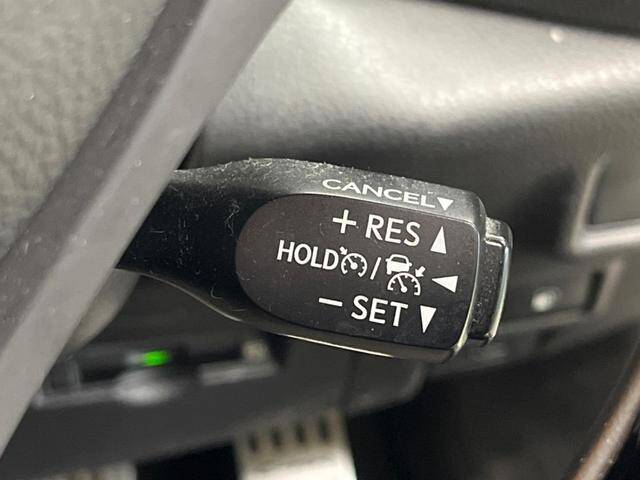 CANCEL▼
+ RES ▲
HOLD / ◀
− SET ▼